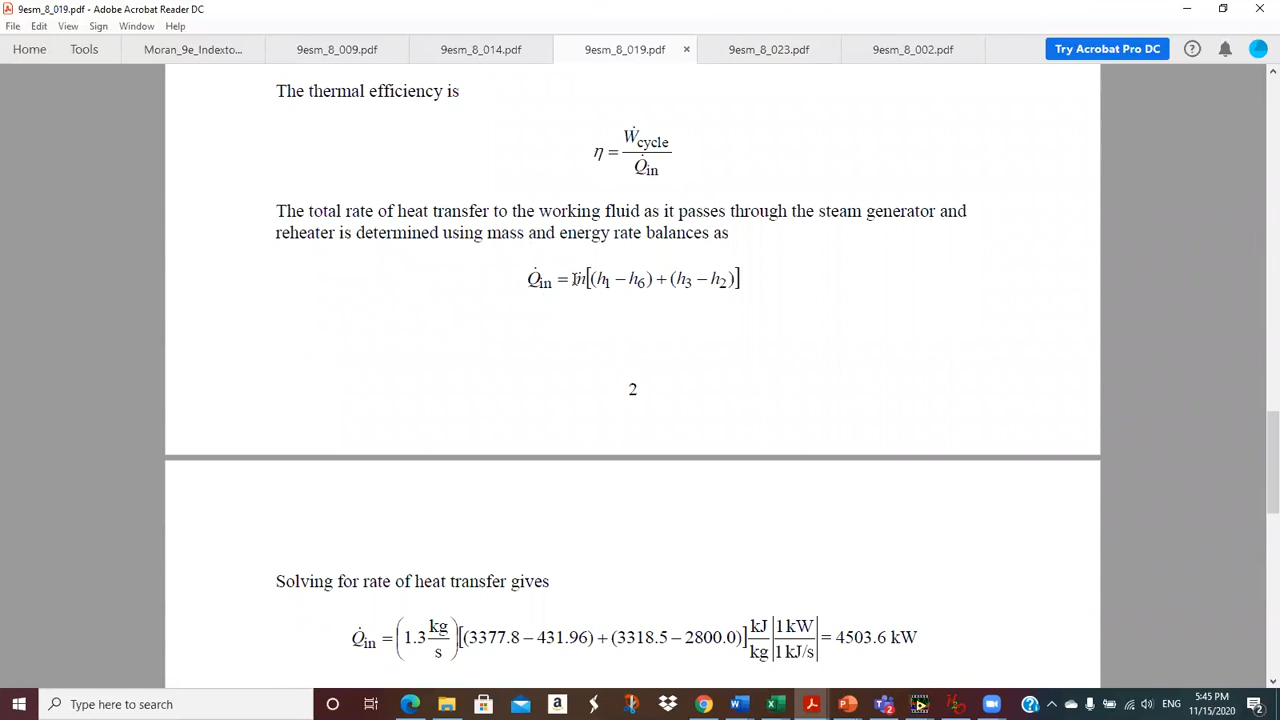 9esm_8_019.pdf - Adobe Acrobat Reader DC
File Edit View Sign Window Help
Home Tools Moran_9e_Indexto... 9esm_8_009.pdf 9esm_8_014.pdf 9esm_8_019.pdf × 9esm_8_023.pdf 9esm_8_002.pdf Try Acrobat Pro DC
The thermal efficiency is
η = Ẇcycle / Q̇in
The total rate of heat transfer to the working fluid as it passes through the steam generator and
reheater is determined using mass and energy rate balances as
Q̇in = ṁ[(h1 − h6) + (h3 − h2)]
2
Solving for rate of heat transfer gives
Q̇in = (1.3 kg/s)[(3377.8 − 431.96) + (3318.5 − 2800.0)] kJ/kg |1 kW / 1 kJ/s| = 4503.6 kW
Type here to search
5:45 PM
11/15/2020